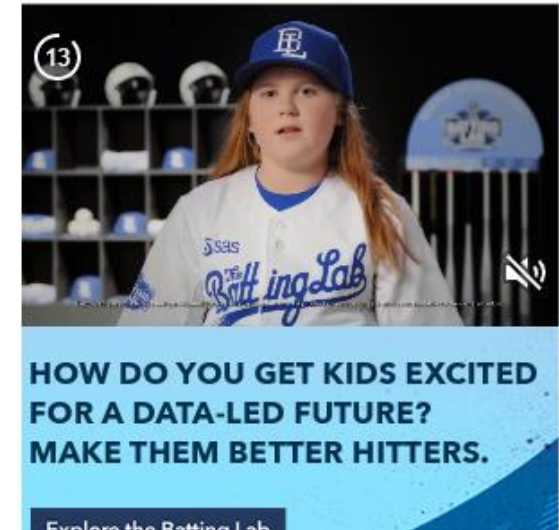 13
BL
sas
The
Batting Lab
HOW DO YOU GET KIDS EXCITED
FOR A DATA-LED FUTURE?
MAKE THEM BETTER HITTERS.
Explore the Batting Lab